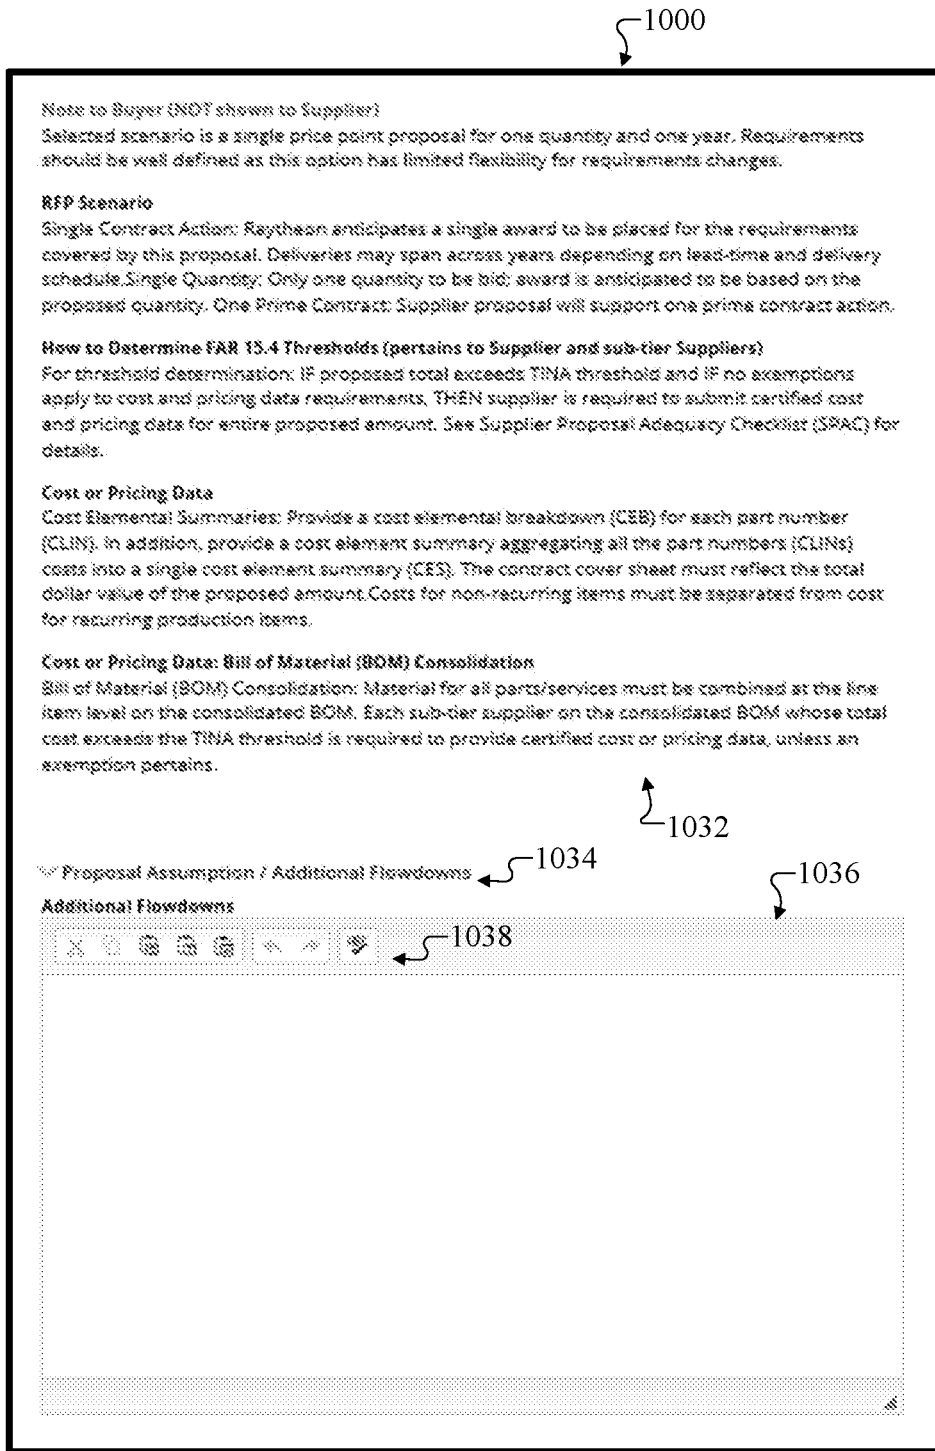 1000
Note to Buyer (NOT shown to Supplier)
Selected scenario is a single price point proposal for one quantity and one year. Requirements
should be well defined as this option has limited flexibility for requirements changes.
RFP Scenario
Single Contract Action: Raytheon anticipates a single award to be placed for the requirements
covered by this proposal. Deliveries may span across years depending on lead-time and delivery
schedule.Single Quantity: Only one quantity to be bid; award is anticipated to be based on the
proposed quantity. One Prime Contract: Supplier proposal will support one prime contract action.
How to Determine FAR 15.4 Thresholds (pertains to Supplier and sub-tier Suppliers)
For threshold determination: IF proposed total exceeds TINA threshold and IF no exemptions
apply to cost and pricing data requirements, THEN supplier is required to submit certified cost
and pricing data for entire proposed amount. See Supplier Proposal Adequacy Checklist (SPAC) for
details.
Cost or Pricing Data
Cost Elemental Summaries: Provide a cost elemental breakdown (CEB) for each part number
(CLIN). In addition, provide a cost element summary aggregating all the part numbers (CLINs)
costs into a single cost element summary (CES). The contract cover sheet must reflect the total
dollar value of the proposed amount.Costs for non-recurring items must be separated from cost
for recurring production items.
Cost or Pricing Data: Bill of Material (BOM) Consolidation
Bill of Material (BOM) Consolidation: Material for all parts/services must be combined at the line
item level on the consolidated BOM. Each sub-tier supplier on the consolidated BOM whose total
cost exceeds the TINA threshold is required to provide certified cost or pricing data, unless an
exemption pertains.
1032
Proposal Assumption / Additional Flowdowns
1034
1036
Additional Flowdowns
1038